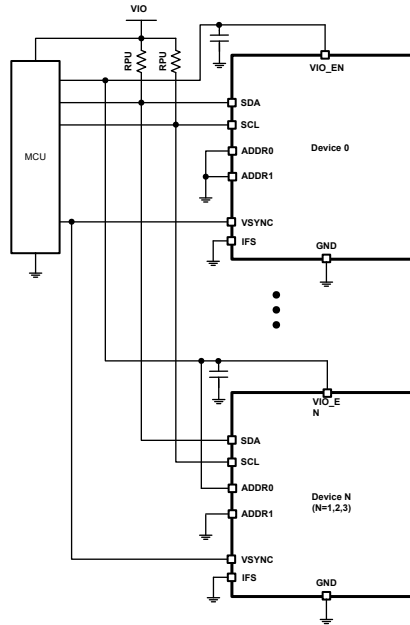 VIO
RPU
RPU
VIO_EN
MCU
SDA
SCL
ADDR0
Device 0
ADDR1
VSYNC
IFS
GND
VIO_E
N
SDA
SCL
ADDR0
Device N
(N=1,2,3)
ADDR1
VSYNC
IFS
GND